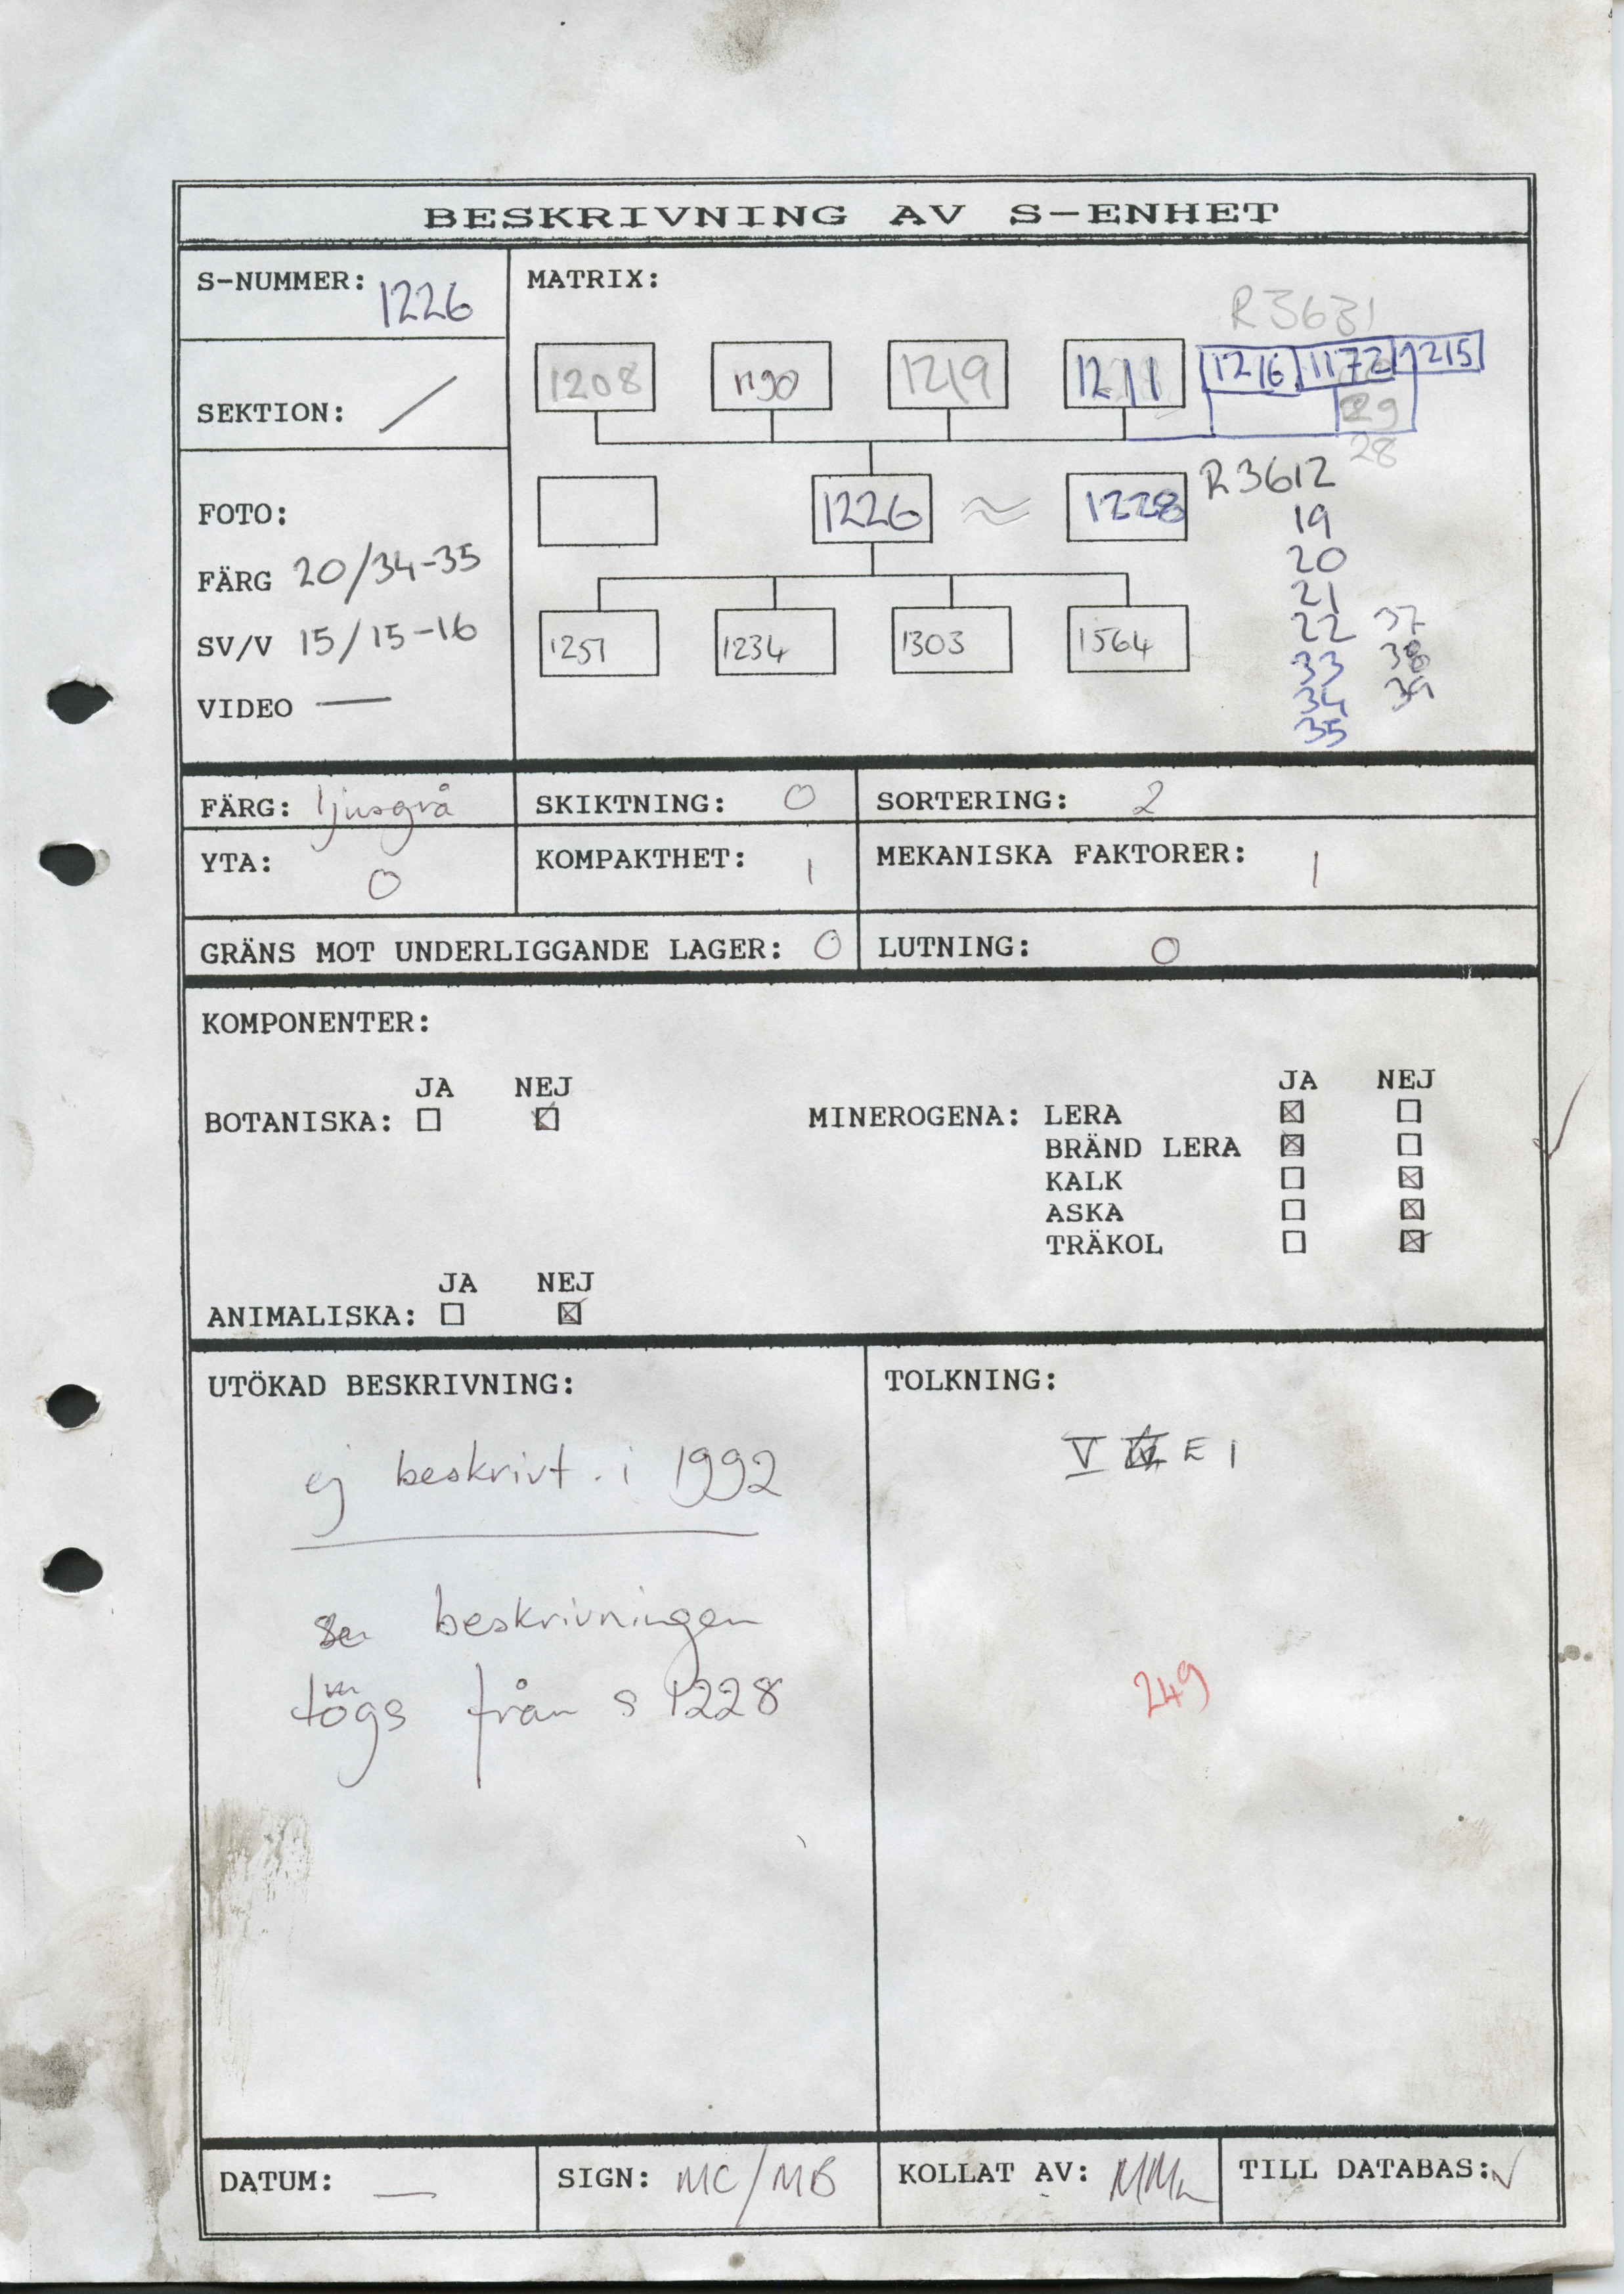 BESKRIVNING AV S-ENHET
S-NUMMER: 1226
MATRIX:
R 3631
1208 1190 1219 1211 1216 1172 1215
29
28
SEKTION: /
1226 ≈ 1228 R 3612
19
20
21
22 37
33 38
34 39
35
1251 1234 1303 1564
FOTO:
FÄRG 20/34-35
SV/V 15/15-16
VIDEO —
FÄRG: ljusgrå SKIKTNING: 0 SORTERING: 2
YTA: 0 KOMPAKTHET: 1 MEKANISKA FAKTORER: 1
GRÄNS MOT UNDERLIGGANDE LAGER: 0 LUTNING: 0
KOMPONENTER:
JA NEJ
BOTANISKA: ☐ ☒
JA NEJ
MINEROGENA: LERA ☒ ☐
BRÄND LERA ☒ ☐
KALK ☐ ☒
ASKA ☐ ☒
TRÄKOL ☐ ☒
JA NEJ
ANIMALISKA: ☐ ☒
UTÖKAD BESKRIVNING:
ej beskrivt. i 1992
beskrivningen
togs från S 1228
TOLKNING:
V E 1
249
DATUM: — SIGN: MC/MB KOLLAT AV: TILL DATABAS: ✓